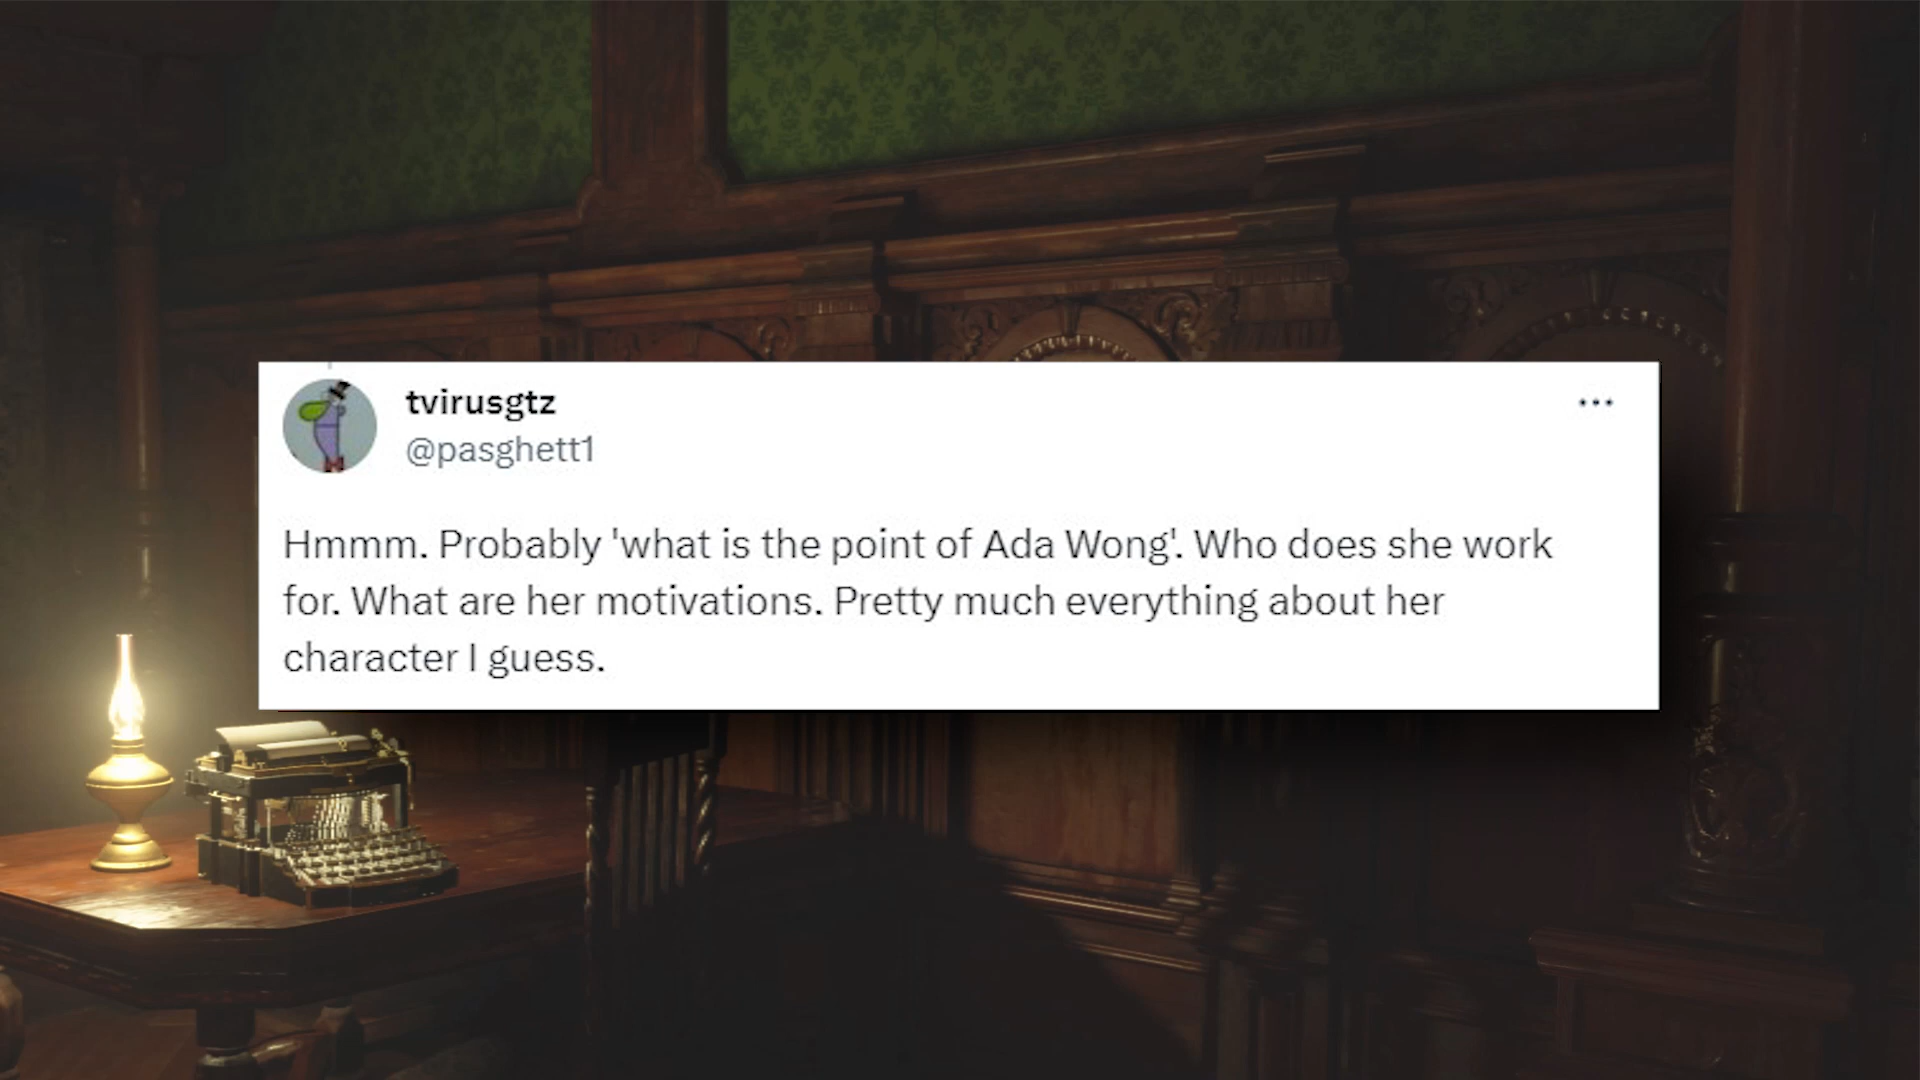 tvirusgtz
@pasghett1
Hmmm. Probably 'what is the point of Ada Wong'. Who does she work
for. What are her motivations. Pretty much everything about her
character I guess.